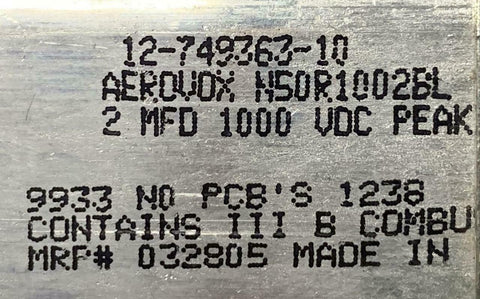 12-749363-10
AEROVOX N50R1002BL
2 MFD 1000 VDC PEAK
9933 NO PCB'S 1238
CONTAINS III B COMBU
MRP# 032805 MADE IN